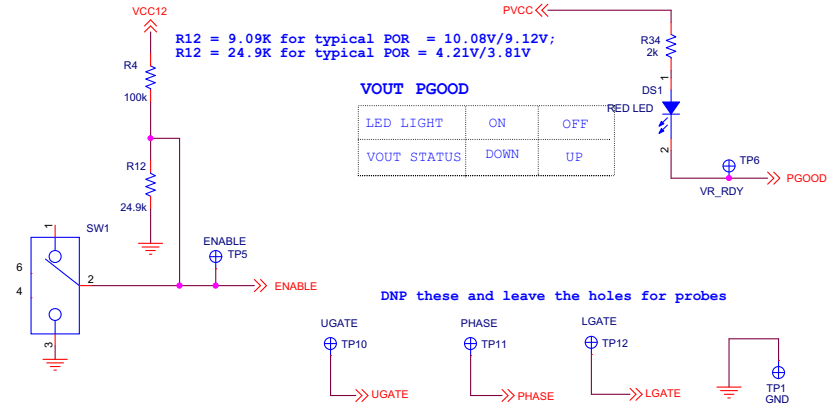 VCC12
PVCC
R12 = 9.09K for typical POR = 10.08V/9.12V;
R12 = 24.9K for typical POR = 4.21V/3.81V
R4
100k
R34
2k
1
DS1
RED LED
2
VOUT PGOOD
LED LIGHT ON OFF
VOUT STATUS DOWN UP
R12
24.9k
TP6
PGOOD
VR_RDY
1
SW1
6
4
2
3
ENABLE
TP5
ENABLE
DNP these and leave the holes for probes
UGATE
TP10
UGATE
PHASE
TP11
PHASE
LGATE
TP12
LGATE
TP1
GND